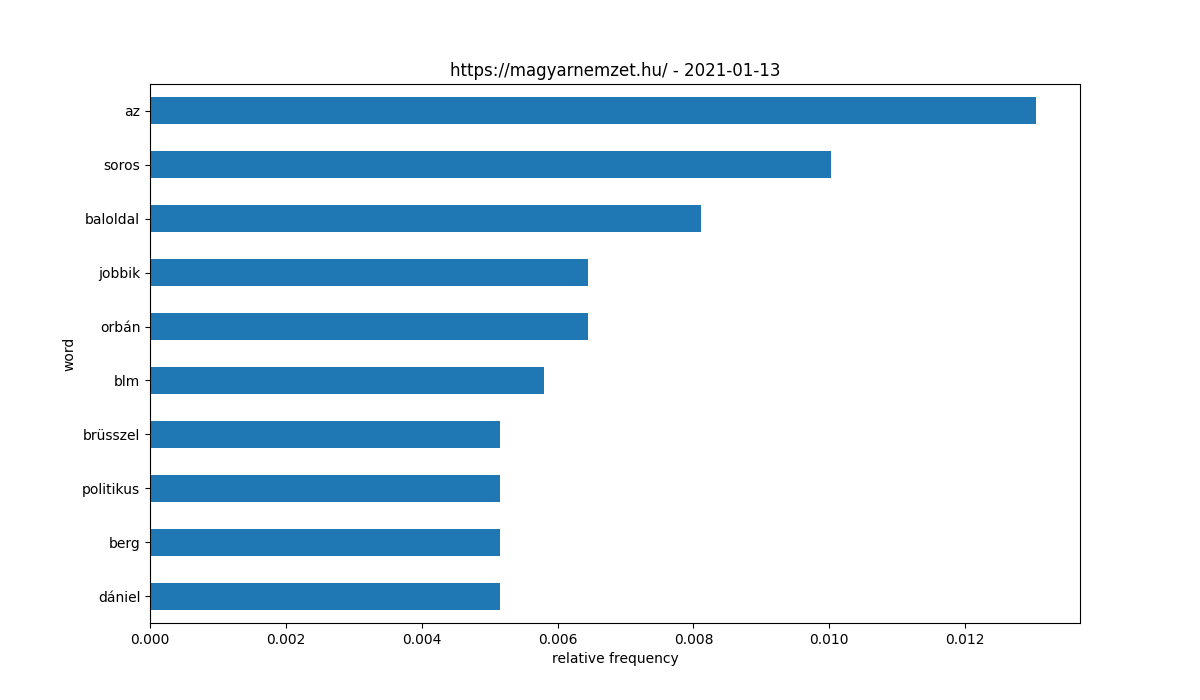 https://magyarnemzet.hu/ - 2021-01-13
az
soros
baloldal
jobbik
orbán
blm
brüsszel
politikus
berg
dániel
word
0.000 0.002 0.004 0.006 0.008 0.010 0.012
relative frequency